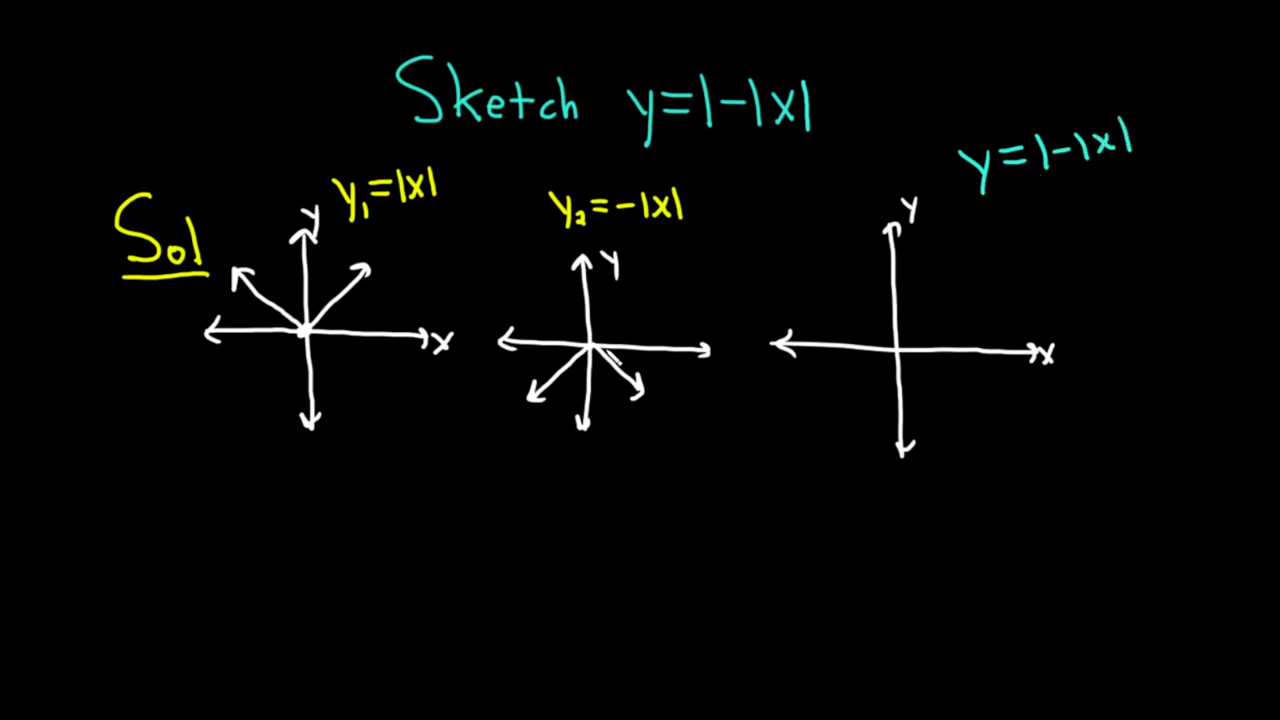 Sketch y=1-|x|
Sol
y₁=|x|
y₂=-|x|
y=1-|x|
y
x
y
y
x